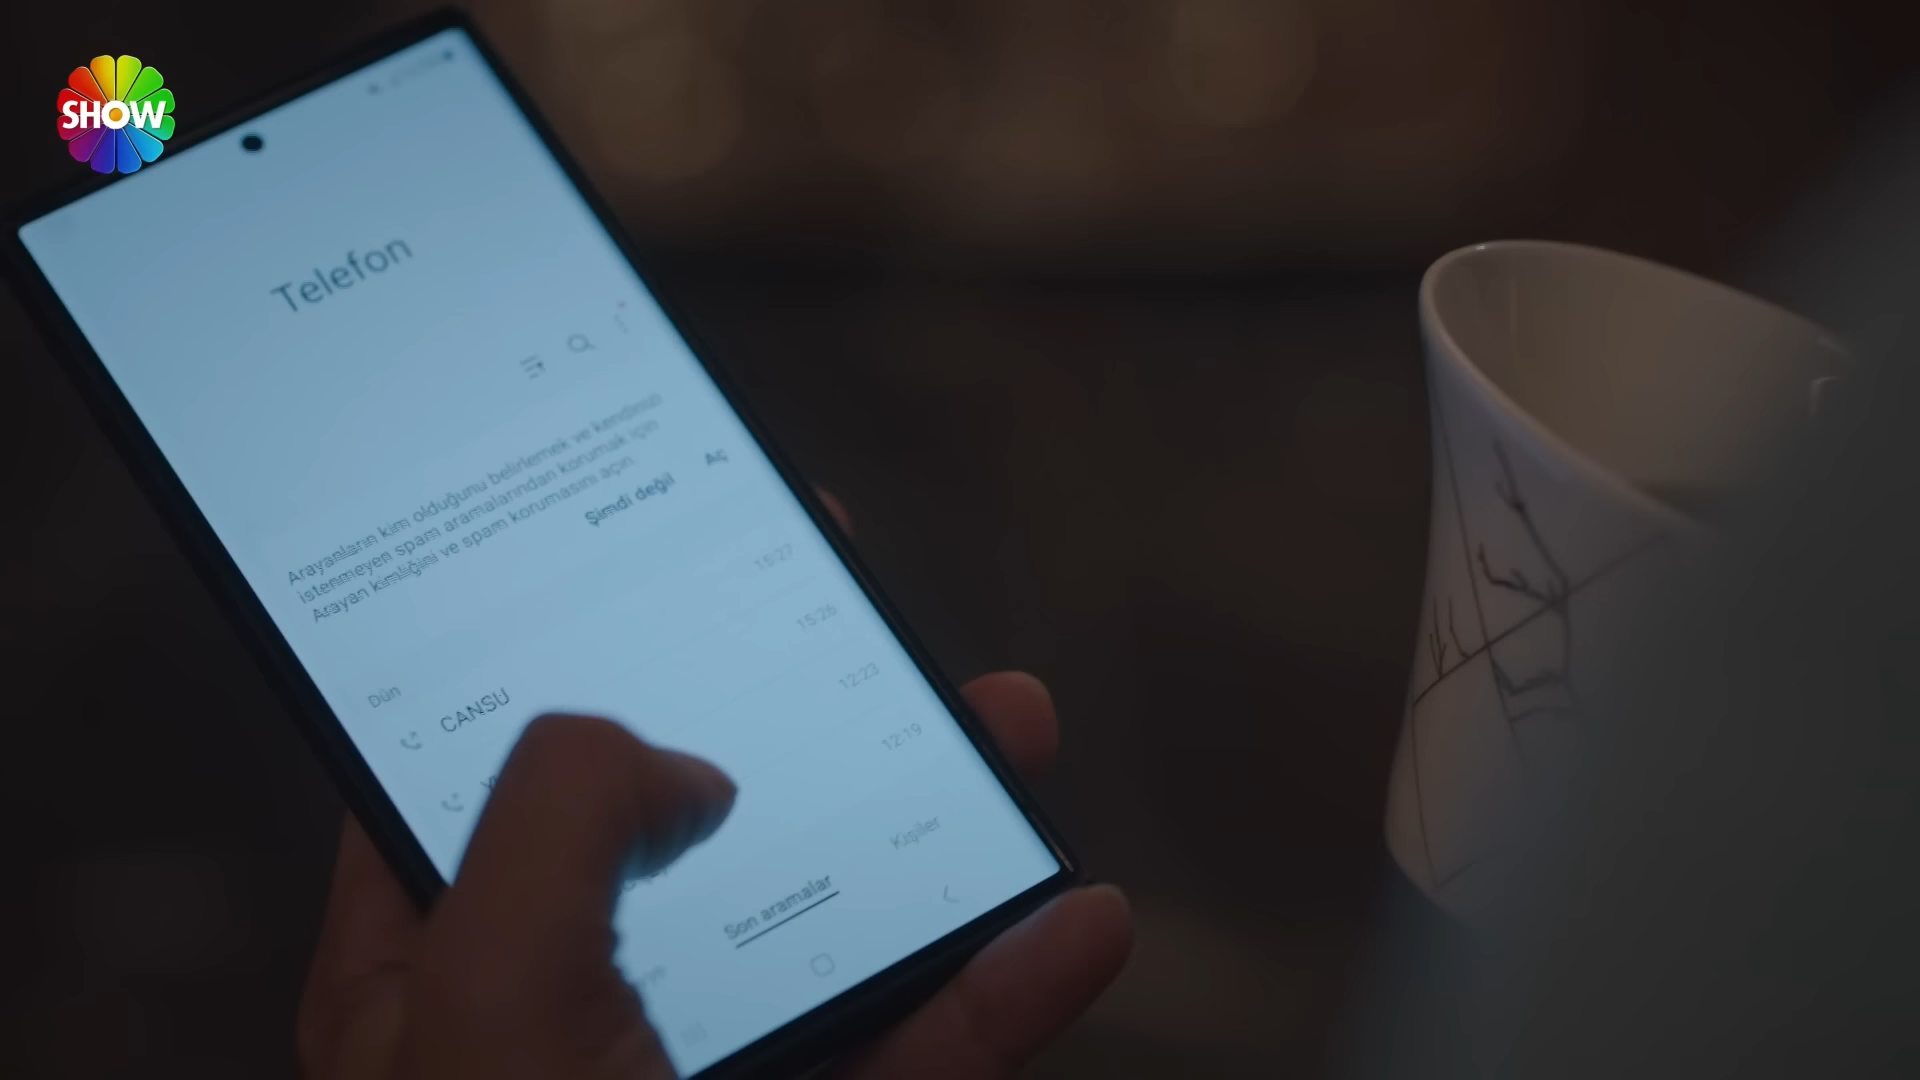 SHOW
Telefon
Arayanların kim olduğunu belirlemek ve kendinizi
istenmeyen spam aramalarından korumak için
Arayan kimliğini ve spam korumasını açın.
Şimdi değil Aç
Dün
CANSU 15:27
15:26
12:23
12:19
Son aramalar Kişiler